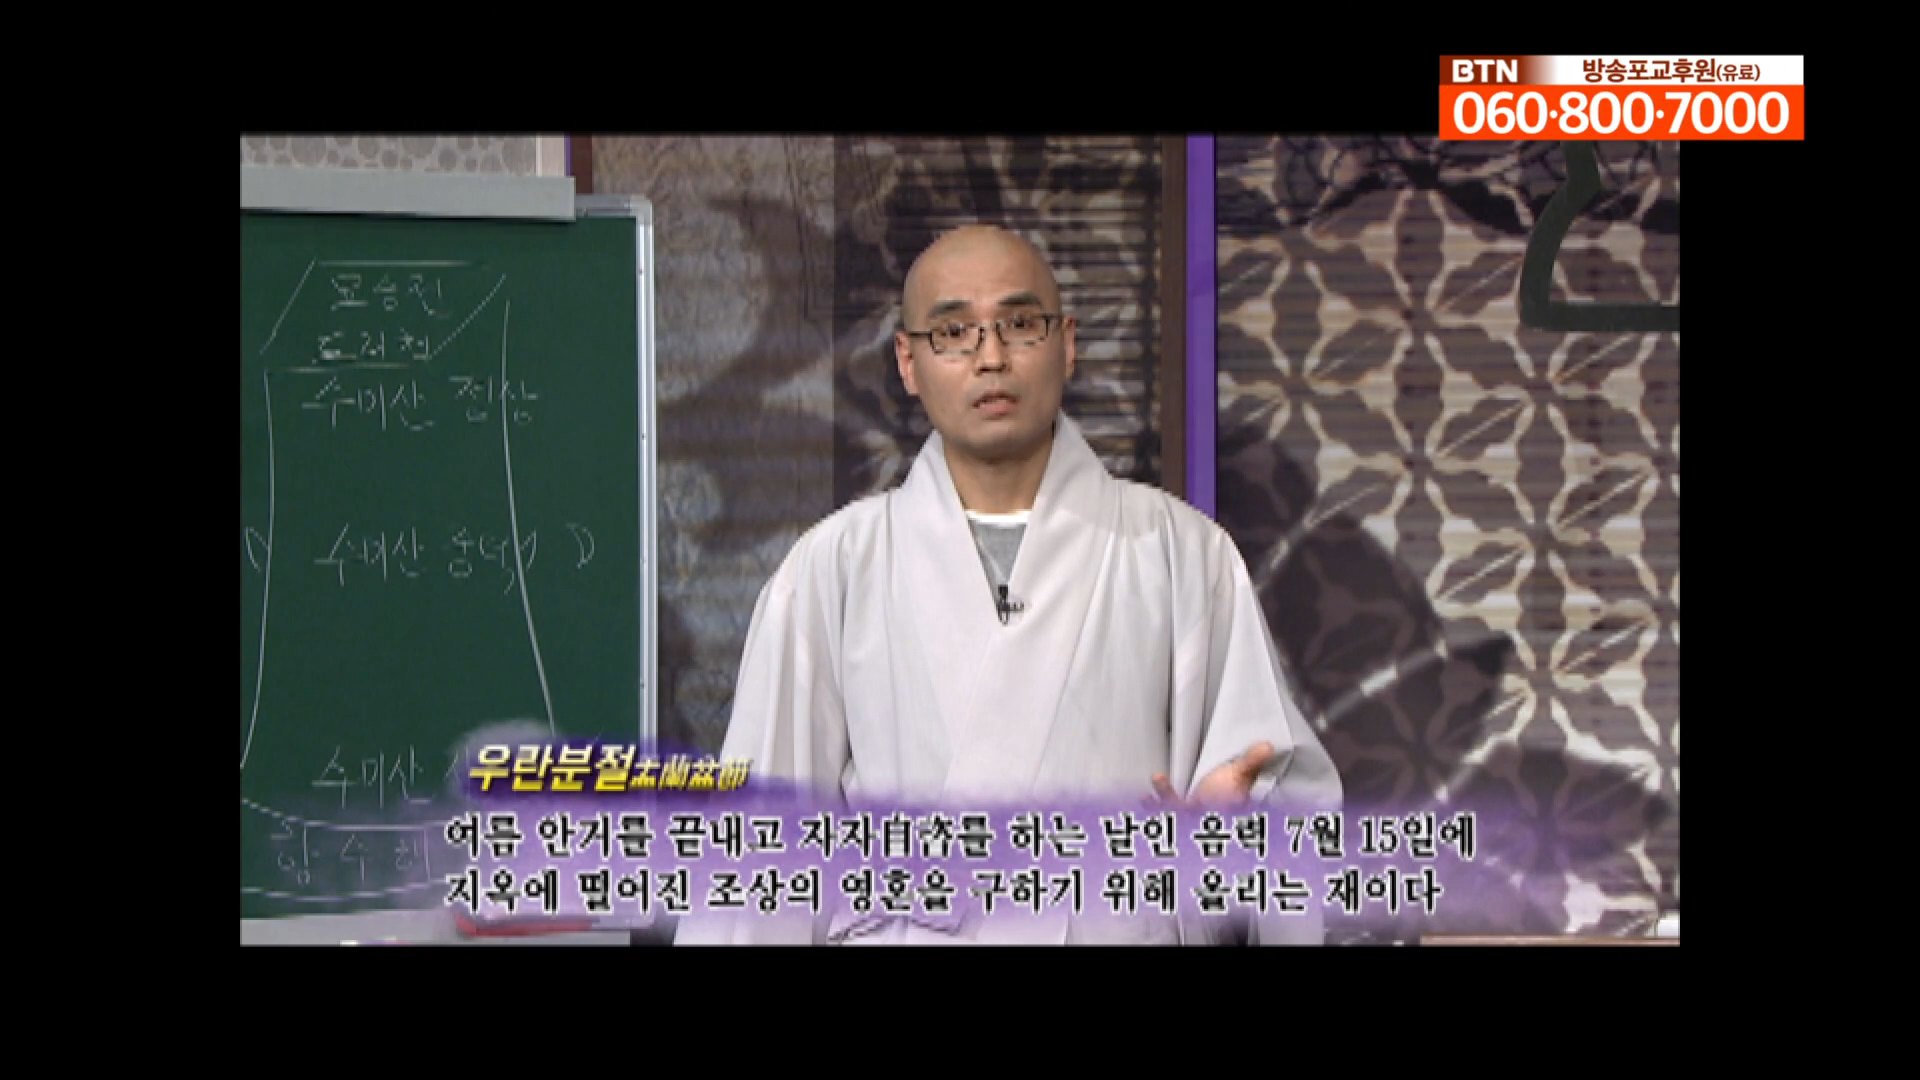 BTN 방송포교후원(유료)
060·800·7000
도리천
수미산 정상
수미산 중턱
수미산
향수해
우란분절盂蘭盆節
여름 안거를 끝내고 자자自恣를 하는 날인 음력 7월 15일에
지옥에 떨어진 조상의 영혼을 구하기 위해 올리는 재이다